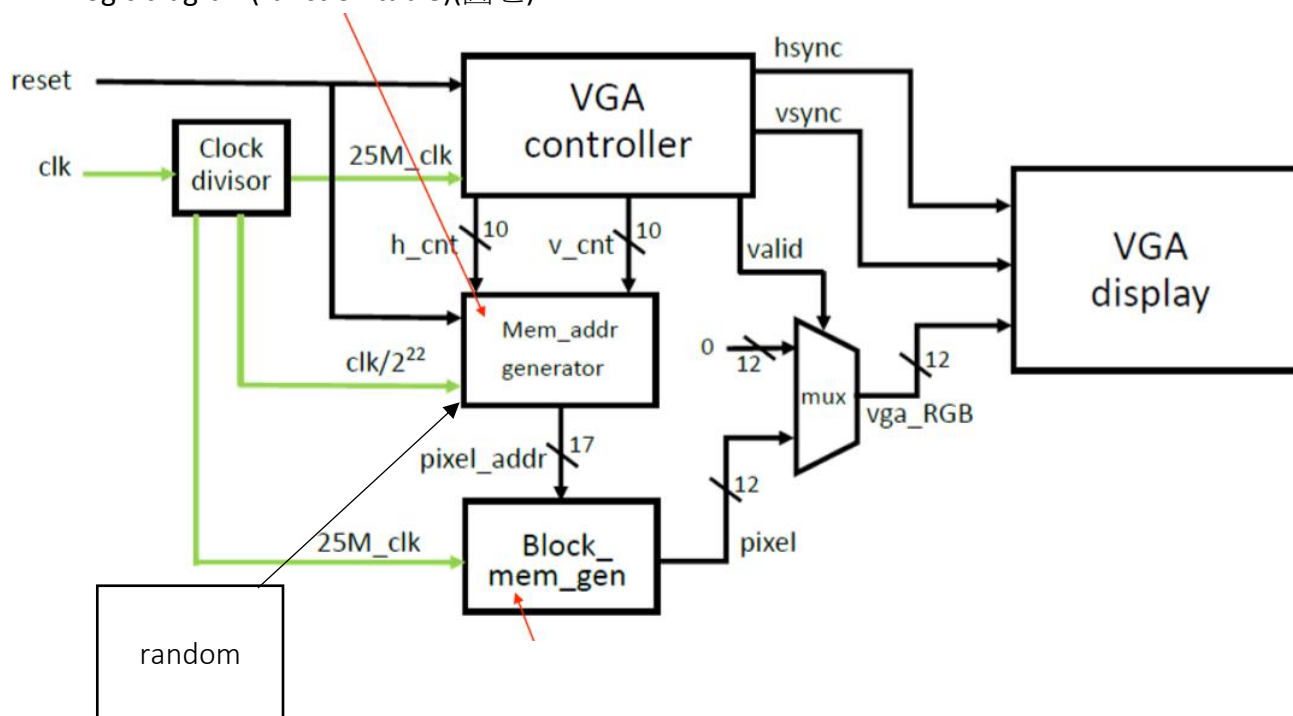 hsync
reset
VGA
controller
vsync
Clock
divisor
clk
25M_clk
h_cnt
10
v_cnt
10
valid
VGA
display
Mem_addr
generator
0
12
12
clk/2²²
mux
vga_RGB
pixel_addr
17
12
25M_clk
Block_
mem_gen
pixel
random